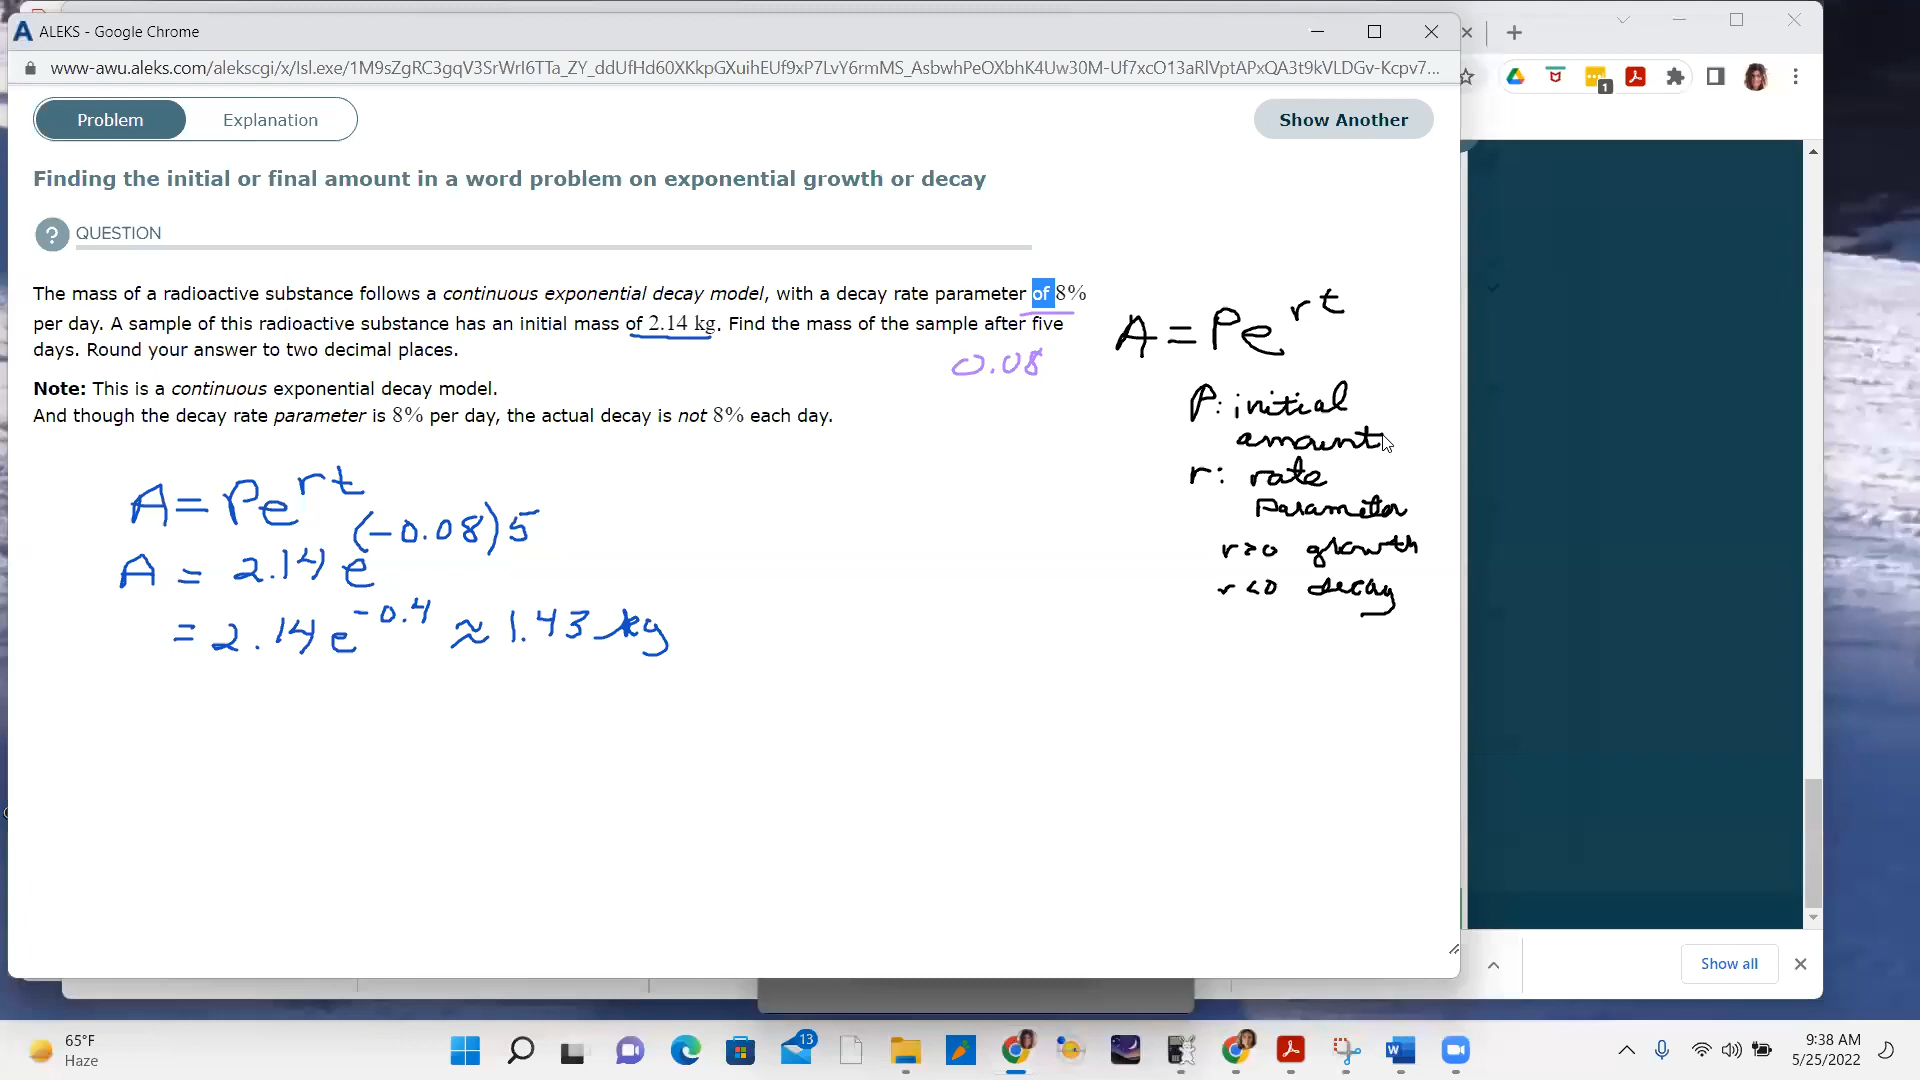 ALEKS - Google Chrome
www-awu.aleks.com/alekscgi/x/Isl.exe/1M9sZgRC3gqV3SrWrI6TTa_ZY_ddUfHd60XKkpGXuihEUf9xP7LvY6rmMS_AsbwhPeOXbhK4Uw30M-Uf7xcO13aRlVptAPxQA3t9kVLDGv-Kcpv7...
1
Problem
Explanation
Show Another
Finding the initial or final amount in a word problem on exponential growth or decay
? QUESTION
The mass of a radioactive substance follows a continuous exponential decay model, with a decay rate parameter of 8%
per day. A sample of this radioactive substance has an initial mass of 2.14 kg. Find the mass of the sample after five
days. Round your answer to two decimal places.
0.08
Note: This is a continuous exponential decay model.
And though the decay rate parameter is 8% per day, the actual decay is not 8% each day.
A = Pe^rt
P: initial
amount
r: rate
Parameter
r>0 growth
r<0 decay
A = Pe^rt
A = 2.14 e^(-0.08)5
= 2.14 e^-0.4 ≈ 1.43 kg
Show all
65°F
Haze
13
9:38 AM
5/25/2022